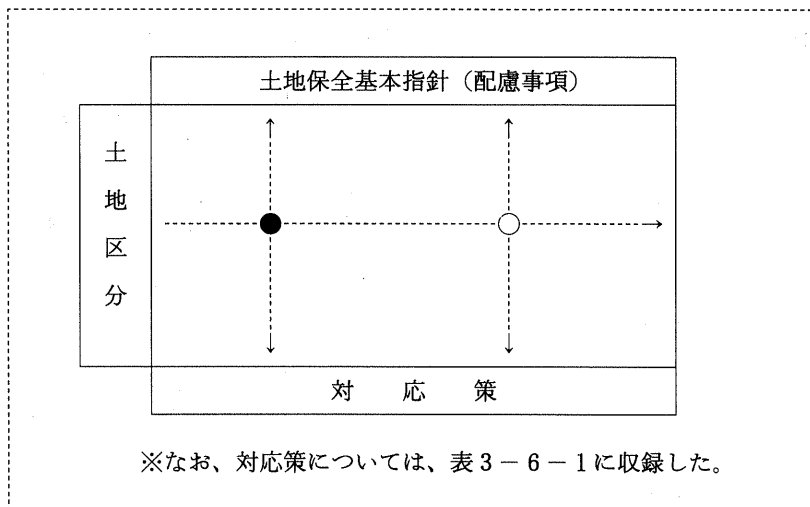 土地保全基本指針（配慮事項）
土地区分
対応策
※なお、対応策については、表3－6－1に収録した。